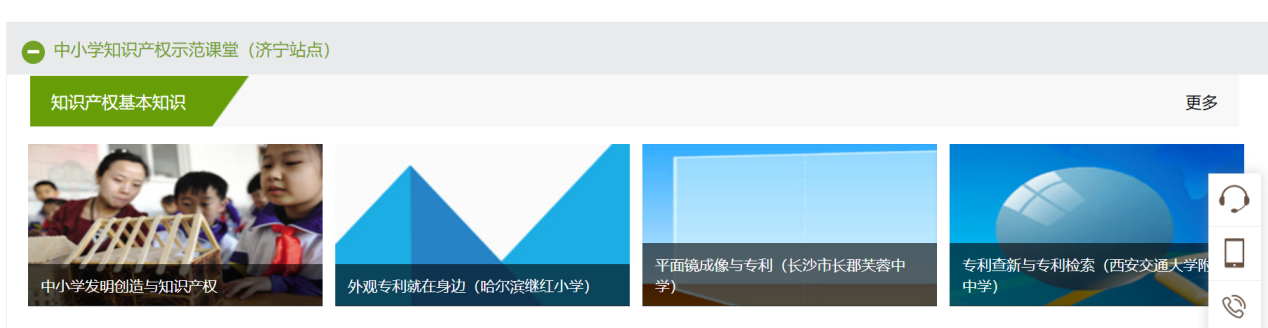 中小学知识产权示范课堂（济宁站点）
知识产权基本知识
更多
中小学发明创造与知识产权
外观专利就在身边（哈尔滨继红小学）
平面镜成像与专利（长沙市长郡芙蓉中
学）
专利查新与专利检索（西安交通大学附
中学）